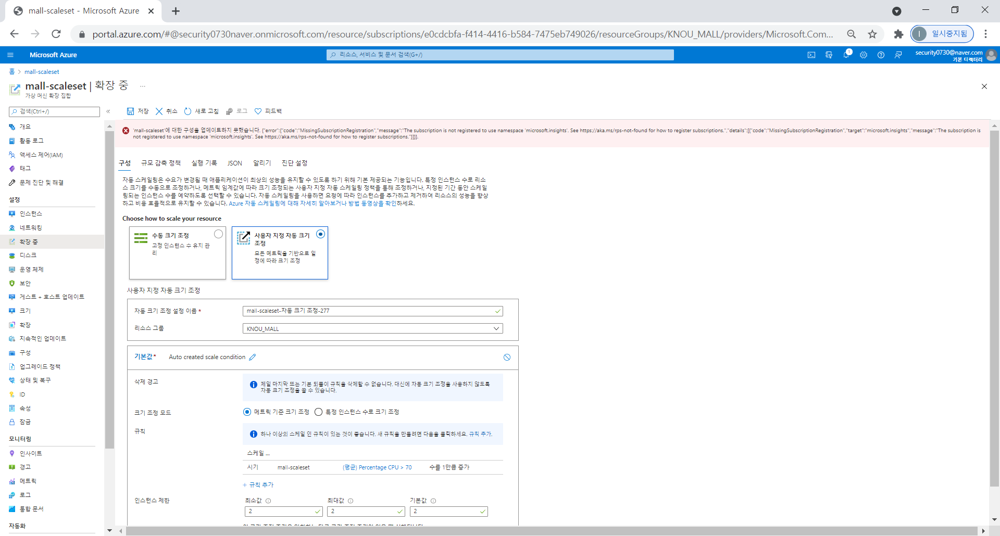 mall-scaleset - Microsoft Azure
portal.azure.com/#@security0730naver.onmicrosoft.com/resource/subscriptions/e0cdcbfa-f414-4416-b584-7475eb749026/resourceGroups/KNOU_MALL/providers/Microsoft.Com...
I 일시중지됨
Microsoft Azure
리소스, 서비스 및 문서 검색(G+/)
1
security0730@naver.com
기본 디렉터리
홀 > mall-scaleset
mall-scaleset | 확장 중 ...
가상 머신 확장 집합
검색(Ctrl+/)
«
저장 취소 새로 고침 로그 피드백
'mall-scaleset'에 대한 구성을 업데이트하지 못했습니다. {"error":{"code":"MissingSubscriptionRegistration","message":"The subscription is not registered to use namespace 'microsoft.insights'. See https://aka.ms/rps-not-found for how to register subscriptions.","details":[{"code":"MissingSubscriptionRegistration","target":"microsoft.insights","message":"The subscription is
not registered to use namespace 'microsoft.insights'. See https://aka.ms/rps-not-found for how to register subscriptions."}]}}.
개요
활동 로그
액세스 제어(IAM)
태그
문제 진단 및 해결
설정
인스턴스
네트워킹
확장 중
디스크
운영 체제
보안
게스트 + 호스트 업데이트
크기
확장
지속적인 업데이트
구성
업그레이드 정책
상태 및 복구
ID
속성
잠금
모니터링
인사이트
경고
메트릭
로그
통합 문서
자동화
구성 규모 감축 정책 실행 기록 JSON 알리기 진단 설정
자동 스케일링은 수요가 변경될 때 애플리케이션이 최상의 성능을 유지할 수 있도록 하기 위해 기본 제공되는 기능입니다. 특정 인스턴스 수로 리소
스 크기를 수동으로 조정하거나, 메트릭 임계값에 따라 크기 조정되는 사용자 지정 자동 스케일링 정책을 통해 조정하거나, 지정된 기간 동안 스케일
링되는 인스턴스 수를 예약하도록 선택할 수 있습니다. 자동 스케일링을 사용하면 요청에 따라 인스턴스를 추가하고 제거하여 리소스의 성능을 향상
하고 비용 효율적으로 유지할 수 있습니다. Azure 자동 스케일링에 대해 자세히 알아보거나 방법 동영상을 확인하세요.
Choose how to scale your resource
수동 크기 조정
고정 인스턴스 수 유지 관
리
사용자 지정 자동 크기
조정
모든 메트릭을 기반으로 일
정에 따라 크기 조정
사용자 지정 자동 크기 조정
자동 크기 조정 설정 이름 * mall-scaleset-자동 크기 조정-277
리소스 그룹 KNOU_MALL
기본값* Auto created scale condition
삭제 경고
제일 마지막 또는 기본 되풀이 규칙을 삭제할 수 없습니다. 대신에 자동 크기 조정을 사용하지 않도록
자동 크기 조정을 끌 수 있습니다.
크기 조정 모드 메트릭 기준 크기 조정 특정 인스턴스 수로 크기 조정
규칙
하나 이상의 스케일 인 규칙이 있는 것이 좋습니다. 새 규칙을 만들려면 다음을 클릭하세요. 규칙 추가.
스케일 ...
시기 mall-scaleset (평균) Percentage CPU > 70 수를 1만큼 증가
+ 규칙 추가
인스턴스 제한 최소값 최대값 기본값
2 2 2